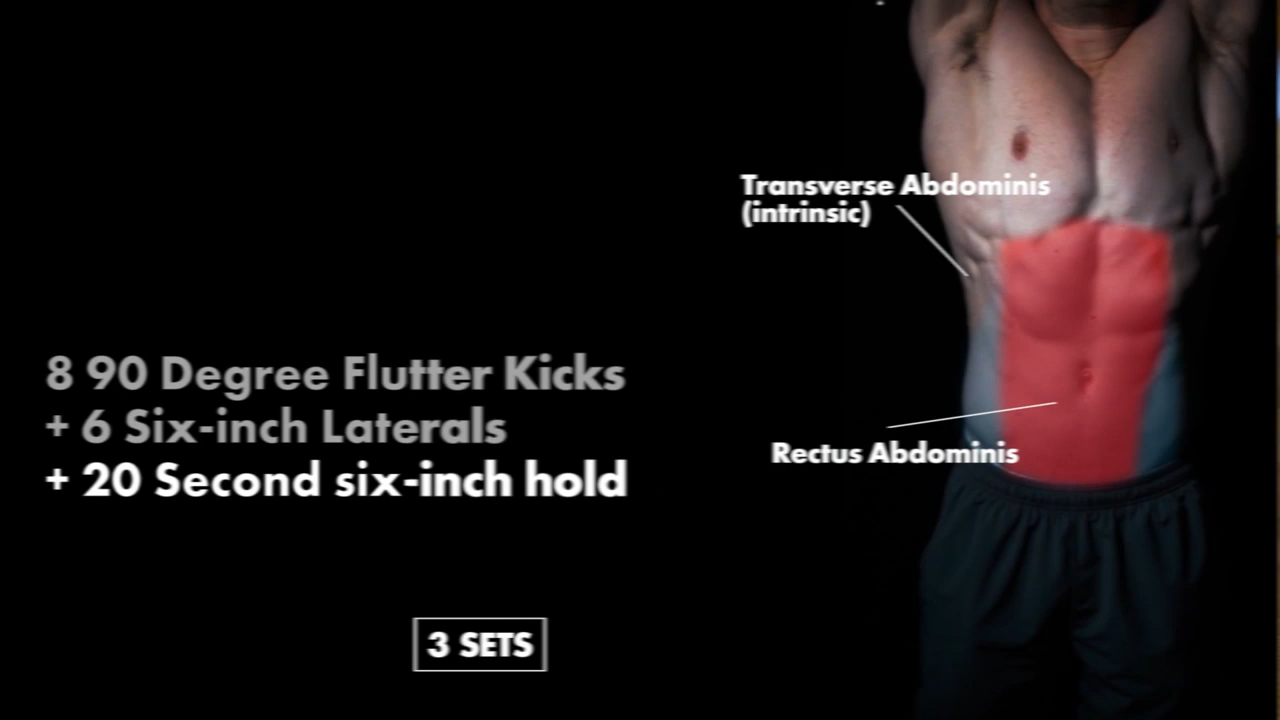 Transverse Abdominis
(intrinsic)
8 90 Degree Flutter Kicks
+ 6 Six-inch Laterals
+ 20 Second six-inch hold
Rectus Abdominis
3 SETS